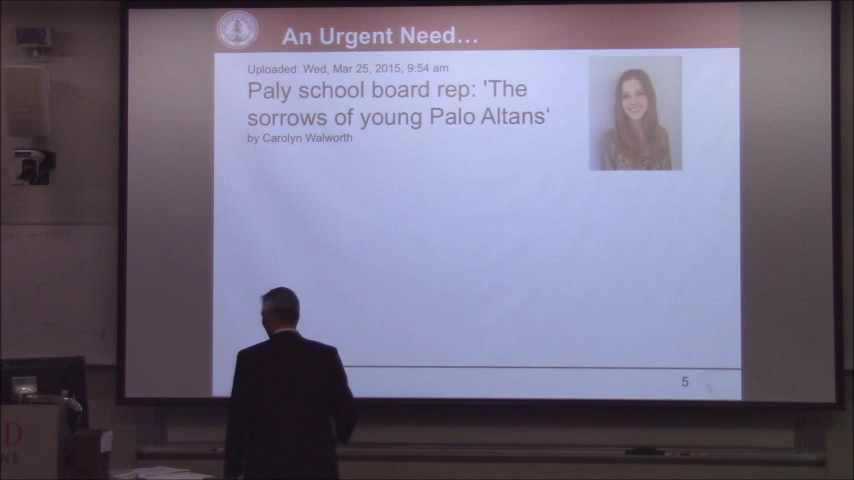 An Urgent Need...
Uploaded: Wed, Mar 25, 2015, 9:54 am
Paly school board rep: 'The
sorrows of young Palo Altans'
by Carolyn Walworth
5
D
NE